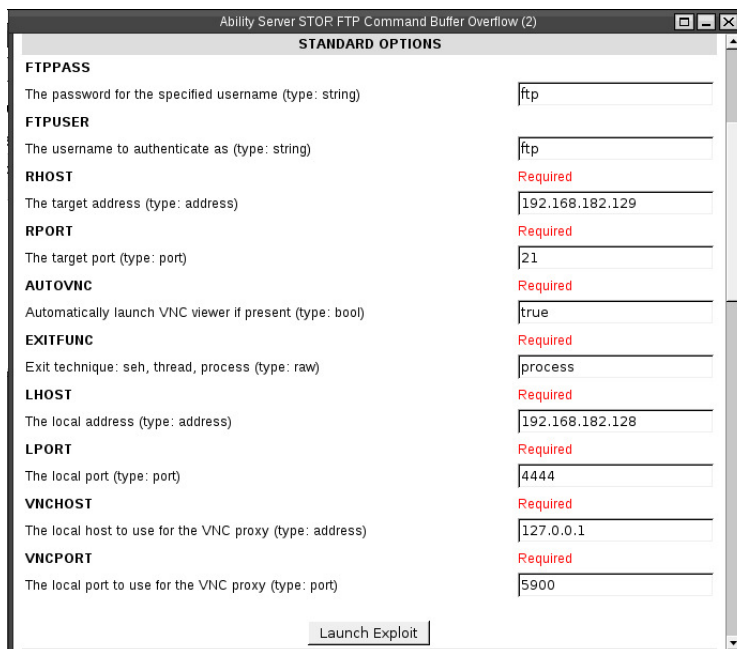 Ability Server STOR FTP Command Buffer Overflow (2)
STANDARD OPTIONS
FTPPASS
The password for the specified username (type: string)
ftp
FTPUSER
The username to authenticate as (type: string)
ftp
RHOST
Required
The target address (type: address)
192.168.182.129
RPORT
Required
The target port (type: port)
21
AUTOVNC
Required
Automatically launch VNC viewer if present (type: bool)
true
EXITFUNC
Required
Exit technique: seh, thread, process (type: raw)
process
LHOST
Required
The local address (type: address)
192.168.182.128
LPORT
Required
The local port (type: port)
4444
VNCHOST
Required
The local host to use for the VNC proxy (type: address)
127.0.0.1
VNCPORT
Required
The local port to use for the VNC proxy (type: port)
5900
Launch Exploit